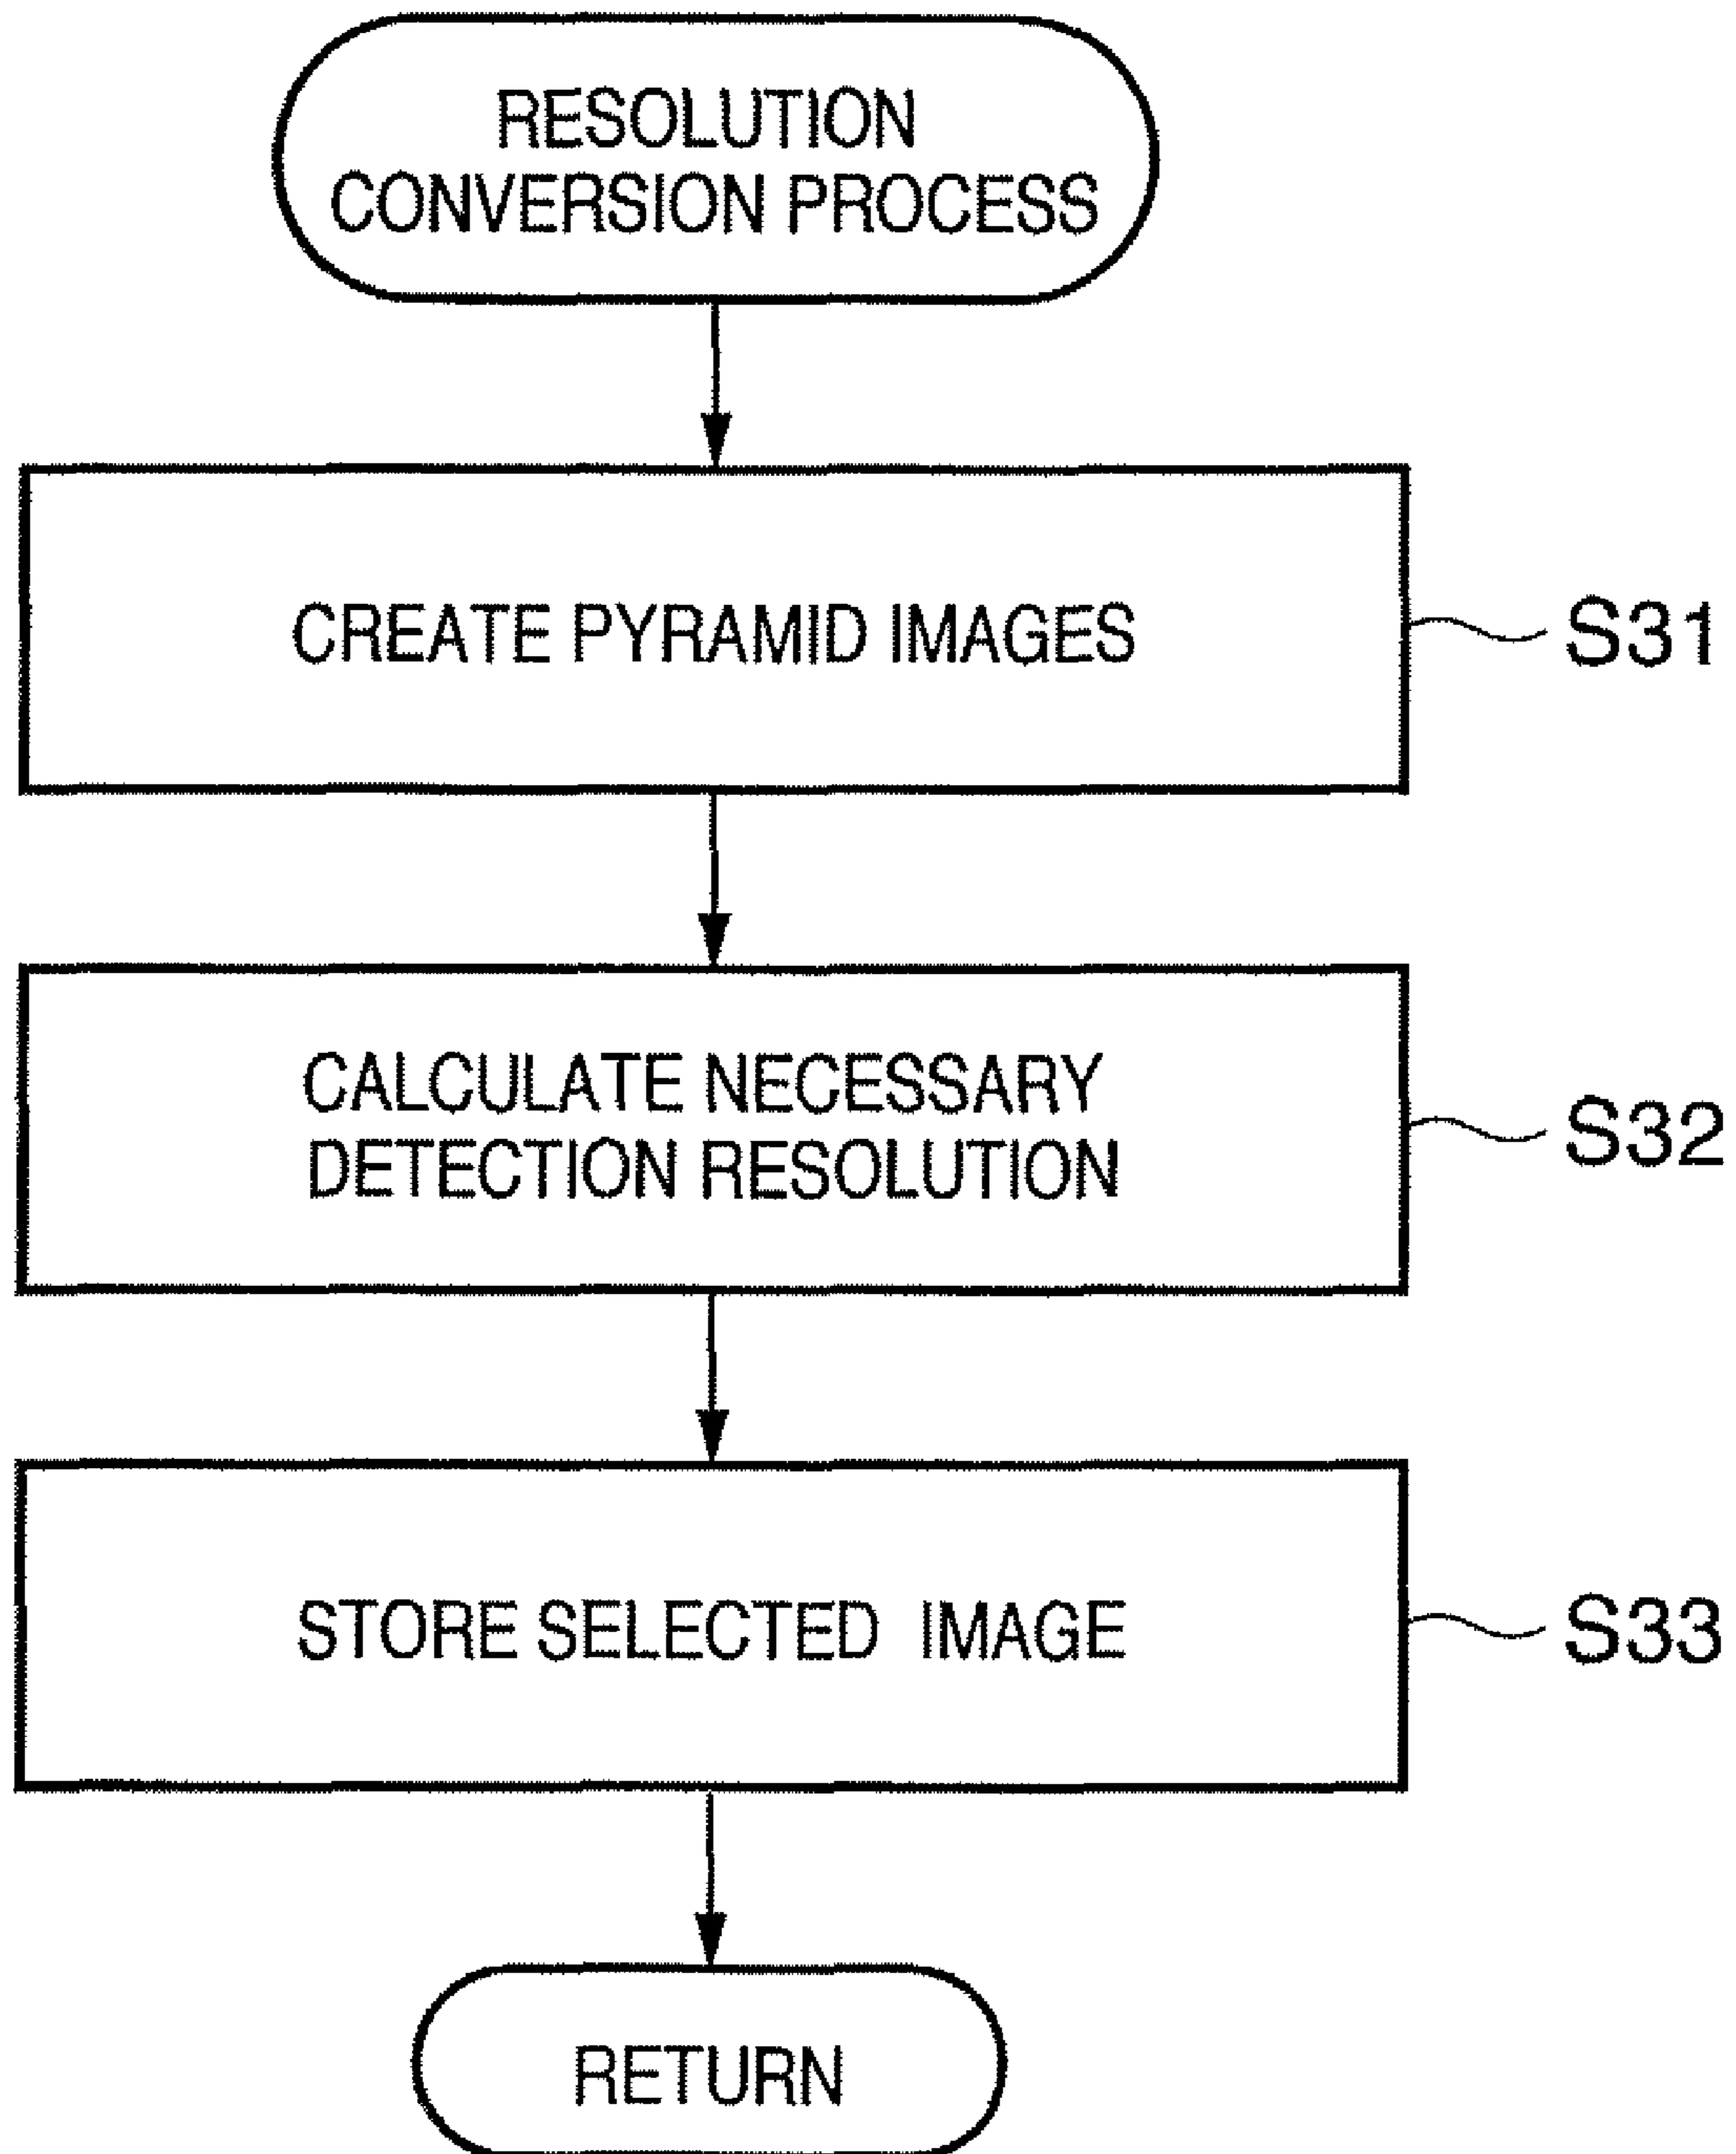 RESOLUTION
CONVERSION PROCESS
CREATE PYRAMID IMAGES
S31
CALCULATE NECESSARY
DETECTION RESOLUTION
S32
STORE SELECTED IMAGE
S33
RETURN